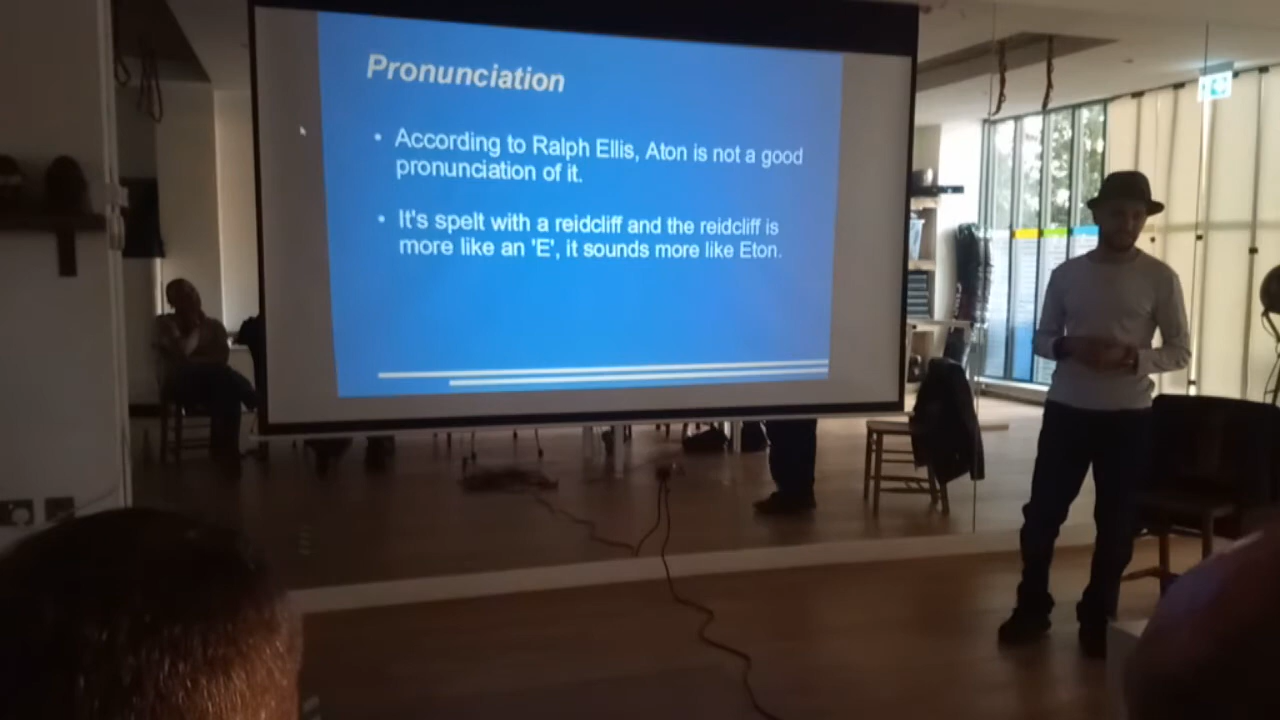 Pronunciation
• According to Ralph Ellis, Aton is not a good
pronunciation of it.
• It's spelt with a reidcliff and the reidcliff is
more like an 'E', it sounds more like Eton.